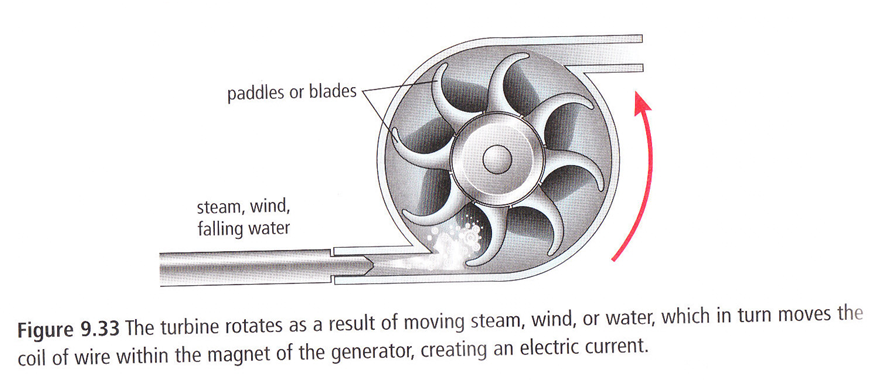 paddles or blades
steam, wind,
falling water
Figure 9.33 The turbine rotates as a result of moving steam, wind, or water, which in turn moves the
coil of wire within the magnet of the generator, creating an electric current.